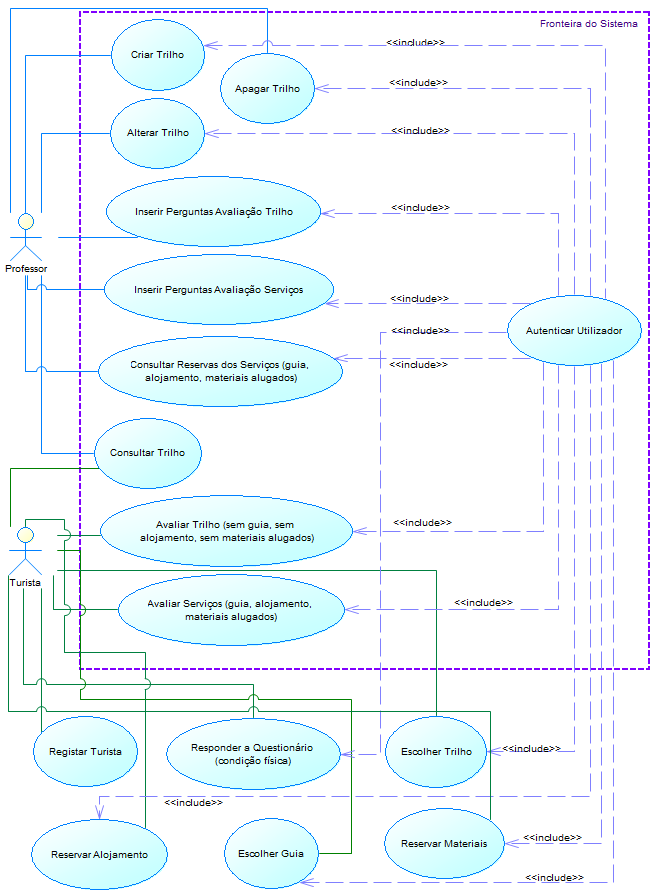 Fronteira do Sistema
<<include>>
Criar Trilho
<<include>>
Apagar Trilho
<<include>>
Alterar Trilho
<<include>>
Inserir Perguntas Avaliação Trilho
Professor
Inserir Perguntas Avaliação Serviços
<<include>>
<<include>>
Autenticar Utilizador
Consultar Reservas dos Serviços (guia,
alojamento, materiais alugados)
<<include>>
Consultar Trilho
Avaliar Trilho (sem guia, sem
alojamento, sem materiais alugados)
<<include>>
Turista
Avaliar Serviços (guia, alojamento,
materiais alugados)
<<include>>
Registar Turista
Responder a Questionário
(condição física)
Escolher Trilho
<<include>>
<<include>>
Reservar Alojamento
Escolher Guia
Reservar Materiais
<<include>>
<<include>>